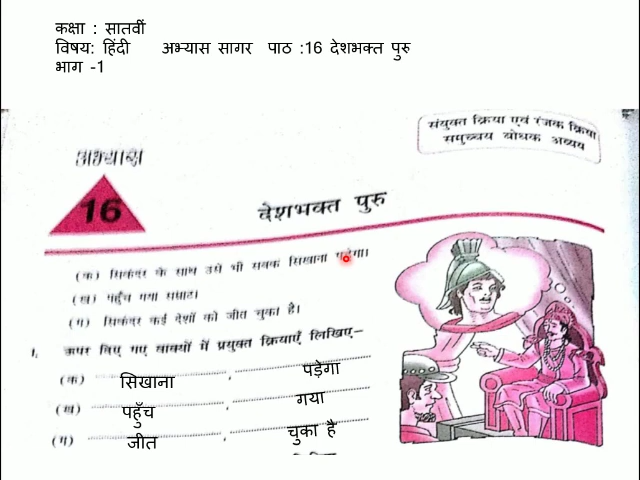 कक्षा : सातवीं
विषय: हिंदी अभ्यास सागर पाठ :16 देशभक्त पुरु
भाग -1
संयुक्त क्रिया एवं रंजक क्रिया
समुच्चय बोधक अव्यय
अभ्यास
16
देशभक्त पुरु
(क) सिकंदर के साथ उसे भी सबक सिखाना पड़ेगा।
(ख) पहुँच गया सम्राट।
(ग) सिकंदर कई देशों को जीत चुका है।
1. ऊपर दिए गए वाक्यों में प्रयुक्त क्रियाएँ लिखिए-
(क) सिखाना , पड़ेगा
(ख) पहुँच , गया
(ग) जीत , चुका है